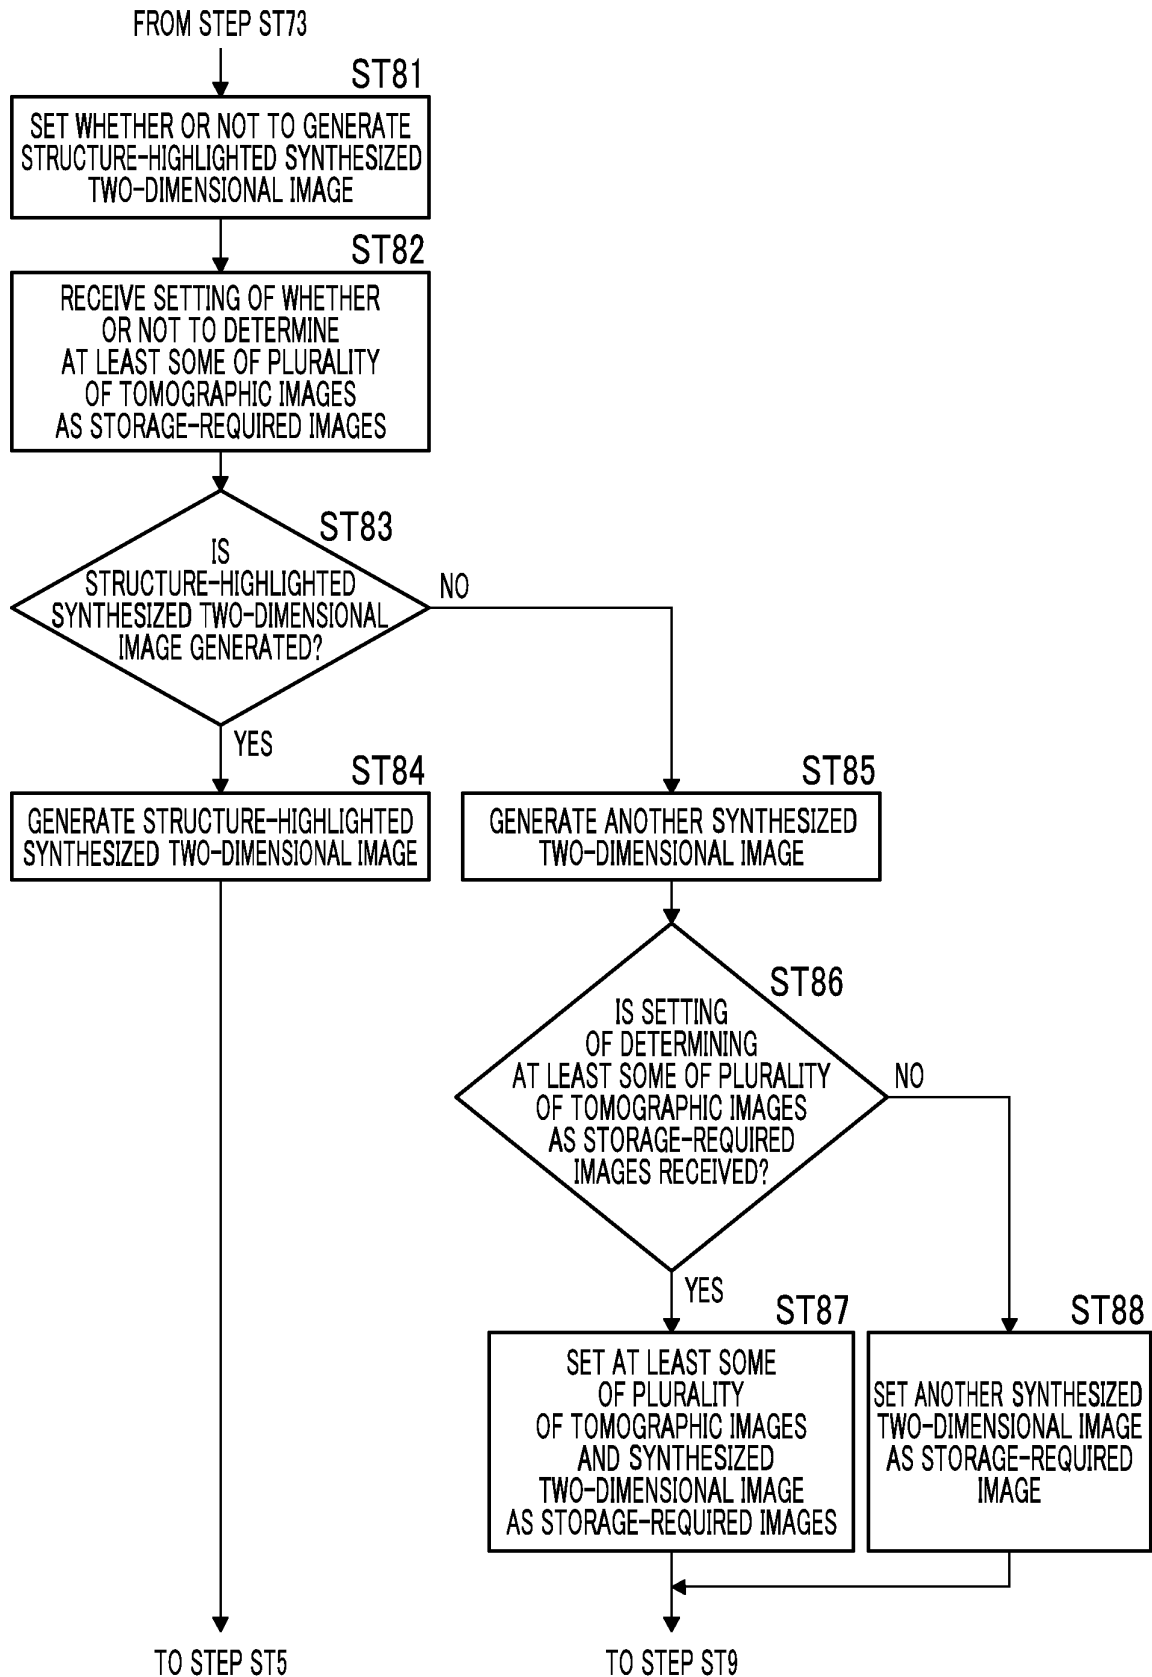 FROM STEP ST73
ST81
SET WHETHER OR NOT TO GENERATE
STRUCTURE-HIGHLIGHTED SYNTHESIZED
TWO-DIMENSIONAL IMAGE
ST82
RECEIVE SETTING OF WHETHER
OR NOT TO DETERMINE
AT LEAST SOME OF PLURALITY
OF TOMOGRAPHIC IMAGES
AS STORAGE-REQUIRED IMAGES
ST83
IS
STRUCTURE-HIGHLIGHTED
SYNTHESIZED TWO-DIMENSIONAL
IMAGE GENERATED?
NO
YES
ST84
GENERATE STRUCTURE-HIGHLIGHTED
SYNTHESIZED TWO-DIMENSIONAL IMAGE
ST85
GENERATE ANOTHER SYNTHESIZED
TWO-DIMENSIONAL IMAGE
ST86
IS SETTING
OF DETERMINING
AT LEAST SOME OF PLURALITY
OF TOMOGRAPHIC IMAGES
AS STORAGE-REQUIRED
IMAGES RECEIVED?
NO
YES
ST87
SET AT LEAST SOME
OF PLURALITY
OF TOMOGRAPHIC IMAGES
AND SYNTHESIZED
TWO-DIMENSIONAL IMAGE
AS STORAGE-REQUIRED IMAGES
ST88
SET ANOTHER SYNTHESIZED
TWO-DIMENSIONAL IMAGE
AS STORAGE-REQUIRED
IMAGE
TO STEP ST5
TO STEP ST9